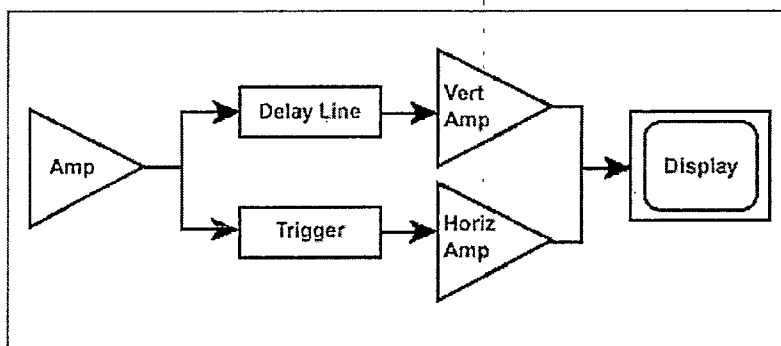 Amp
Delay Line
Vert
Amp
Trigger
Horiz
Amp
Display